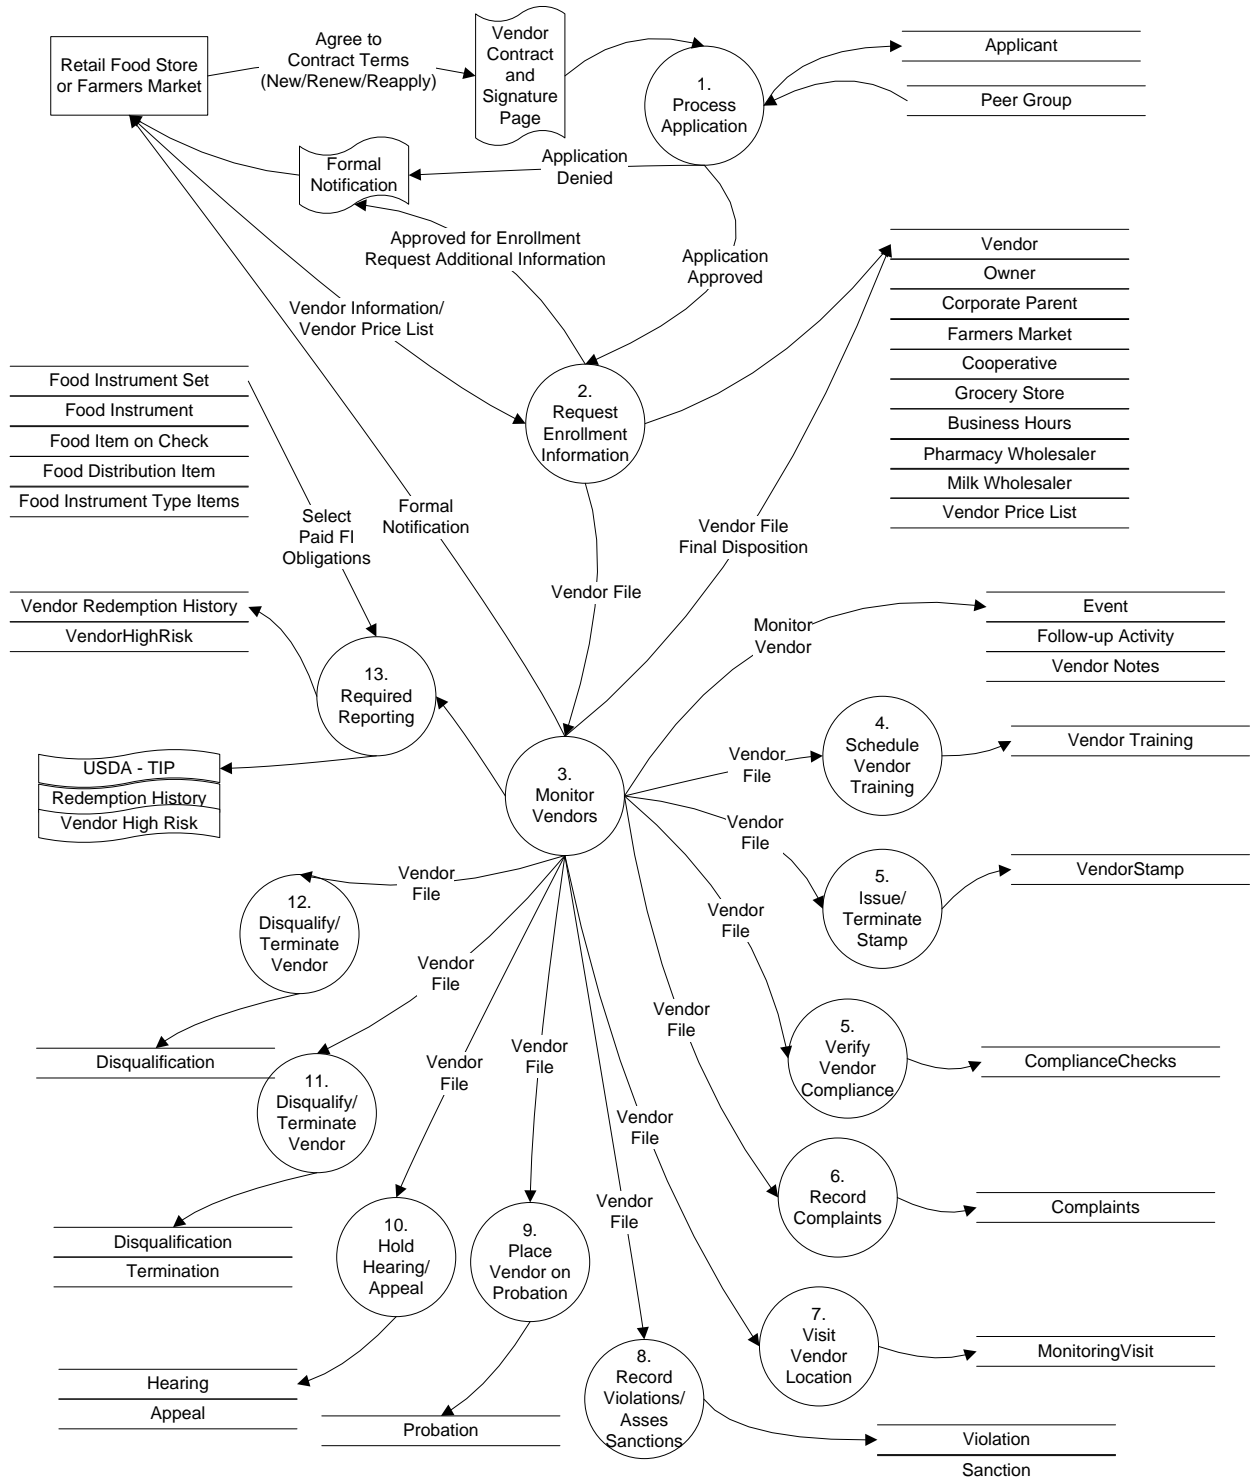 Retail Food Store
or Farmers Market
Agree to
Contract Terms
(New/Renew/Reapply)
Vendor
Contract
and
Signature
Page
1.
Process
Application
Applicant
Peer Group
Formal
Notification
Application
Denied
Approved for Enrollment
Request Additional Information
Application
Approved
Vendor Information/
Vendor Price List
2.
Request
Enrollment
Information
Vendor
Owner
Corporate Parent
Farmers Market
Cooperative
Grocery Store
Business Hours
Pharmacy Wholesaler
Milk Wholesaler
Vendor Price List
Food Instrument Set
Food Instrument
Food Item on Check
Food Distribution Item
Food Instrument Type Items
Select
Paid FI
Obligations
Formal
Notification
Vendor File
Final Disposition
Vendor File
Vendor Redemption History
VendorHighRisk
13.
Required
Reporting
USDA - TIP
Redemption History
Vendor High Risk
3.
Monitor
Vendors
Monitor
Vendor
Event
Follow-up Activity
Vendor Notes
Vendor
File
4.
Schedule
Vendor
Training
Vendor Training
Vendor
File
5.
Issue/
Terminate
Stamp
VendorStamp
Vendor
File
5.
Verify
Vendor
Compliance
ComplianceChecks
Vendor
File
6.
Record
Complaints
Complaints
Vendor
File
7.
Visit
Vendor
Location
MonitoringVisit
Vendor
File
8.
Record
Violations/
Asses
Sanctions
Violation
Sanction
Vendor
File
9.
Place
Vendor on
Probation
Probation
Vendor
File
10.
Hold
Hearing/
Appeal
Hearing
Appeal
Vendor
File
11.
Disqualify/
Terminate
Vendor
Disqualification
Termination
Vendor
File
12.
Disqualify/
Terminate
Vendor
Disqualification